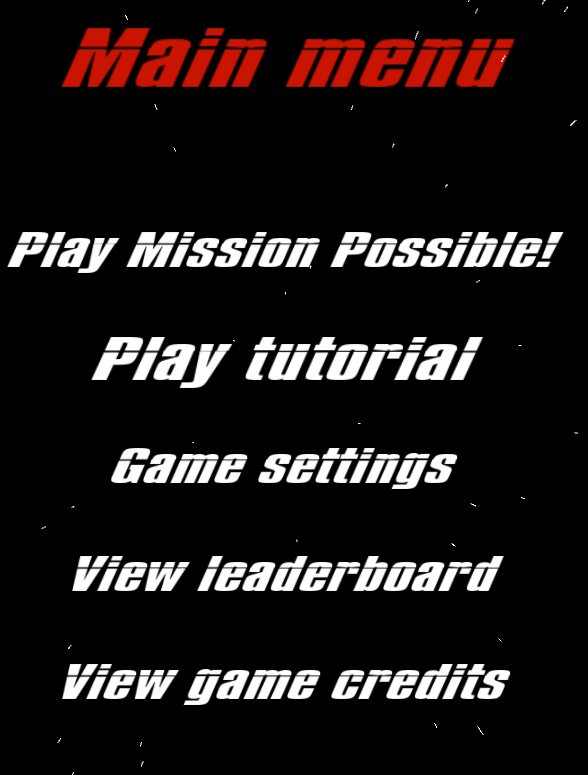 Main menu
Play Mission Possible!
Play tutorial
Game settings
View leaderboard
View game credits